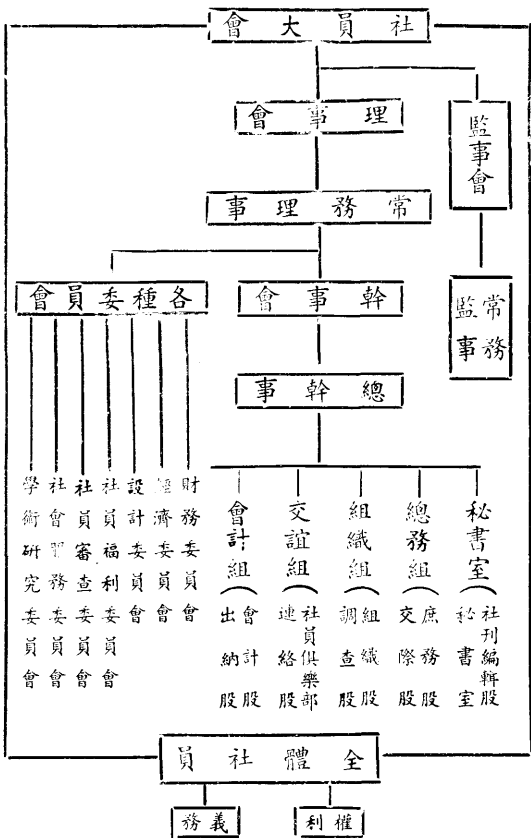 社員大會
理事會
監事會
常務理事
常務
監事
各種委員會
幹事會
總幹事
秘書室
社刊編輯股
秘書室
總務組
庶務股
交際股
組織組
組織股
調查股
交誼組
社員俱樂部
連絡股
會計組
會計股
出納股
財務委員會
經濟委員會
設計委員會
社員福利委員會
社員審查委員會
社會服務委員會
學術研究委員會
全體社員
權利
義務